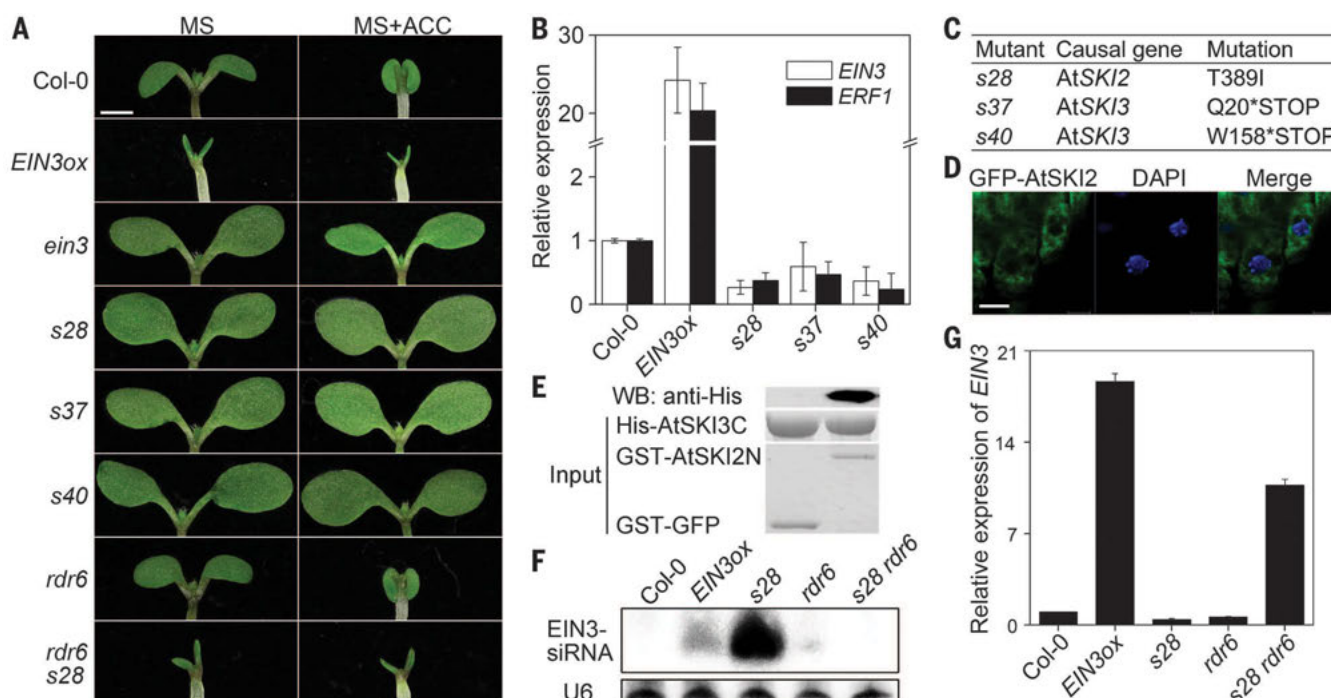 A
MS MS+ACC
Col-0
EIN3ox
ein3
s28
s37
s40
rdr6
rdr6
s28
B
Relative expression
30
20
2
1
0
EIN3
ERF1
Col-0 EIN3ox s28 s37 s40
C
Mutant Causal gene Mutation
s28 AtSKI2 T389I
s37 AtSKI3 Q20*STOP
s40 AtSKI3 W158*STOP
D
GFP-AtSKI2 DAPI Merge
E
WB: anti-His
His-AtSKI3C
Input
GST-AtSKI2N
GST-GFP
F
Col-0 EIN3ox s28 rdr6 s28 rdr6
EIN3-
siRNA
U6
G
Relative expression of EIN3
21
14
7
0
Col-0 EIN3ox s28 rdr6 s28 rdr6